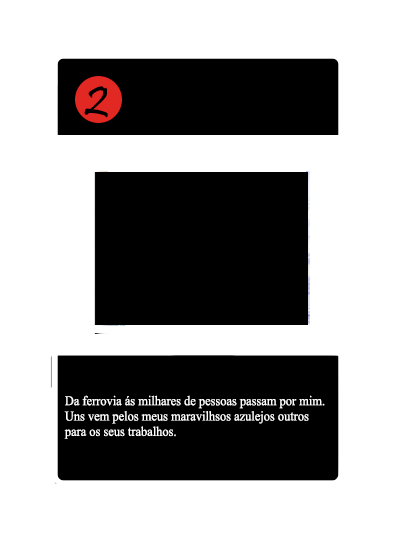 2
Da ferrovia ás milhares de pessoas passam por mim.
Uns vem pelos meus maravilhsos azulejos outros
para os seus trabalhos.